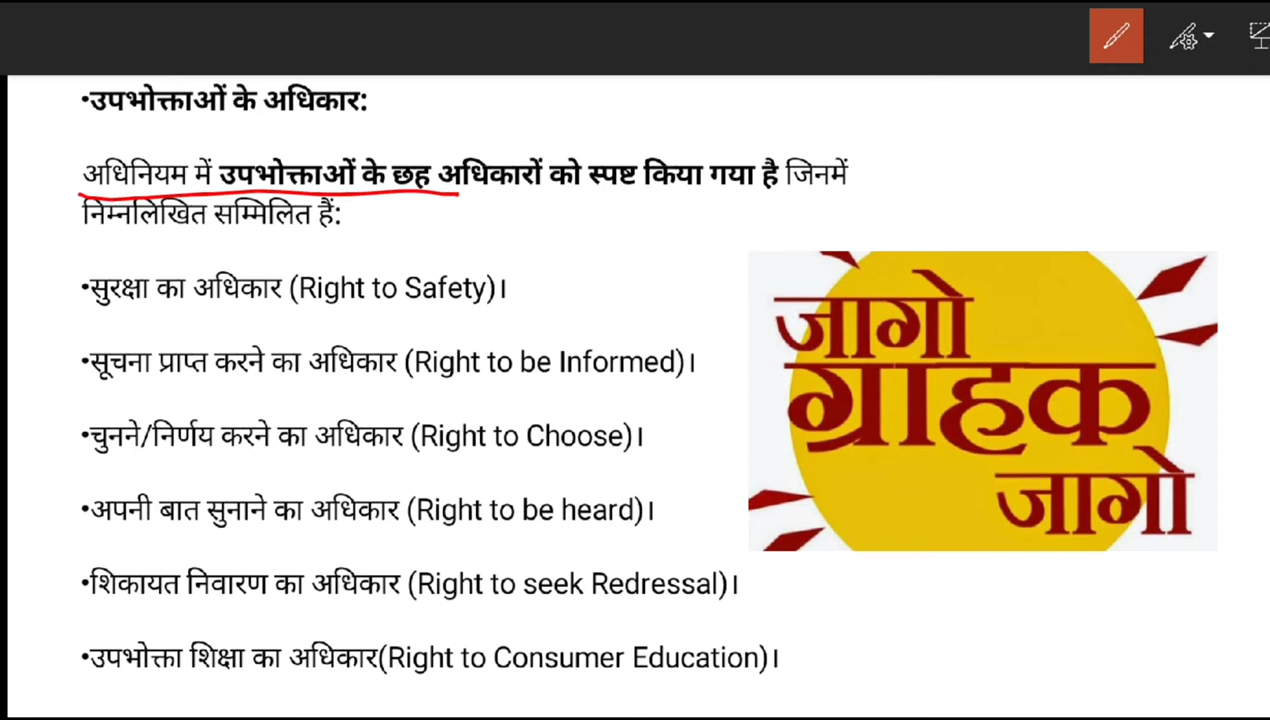 •उपभोक्ताओं के अधिकार:
अधिनियम में उपभोक्ताओं के छह अधिकारों को स्पष्ट किया गया है जिनमें
निम्नलिखित सम्मिलित हैं:
•सुरक्षा का अधिकार (Right to Safety)।
•सूचना प्राप्त करने का अधिकार (Right to be Informed)।
•चुनने/निर्णय करने का अधिकार (Right to Choose)।
•अपनी बात सुनाने का अधिकार (Right to be heard)।
•शिकायत निवारण का अधिकार (Right to seek Redressal)।
•उपभोक्ता शिक्षा का अधिकार(Right to Consumer Education)।
जागो
ग्राहक
जागो